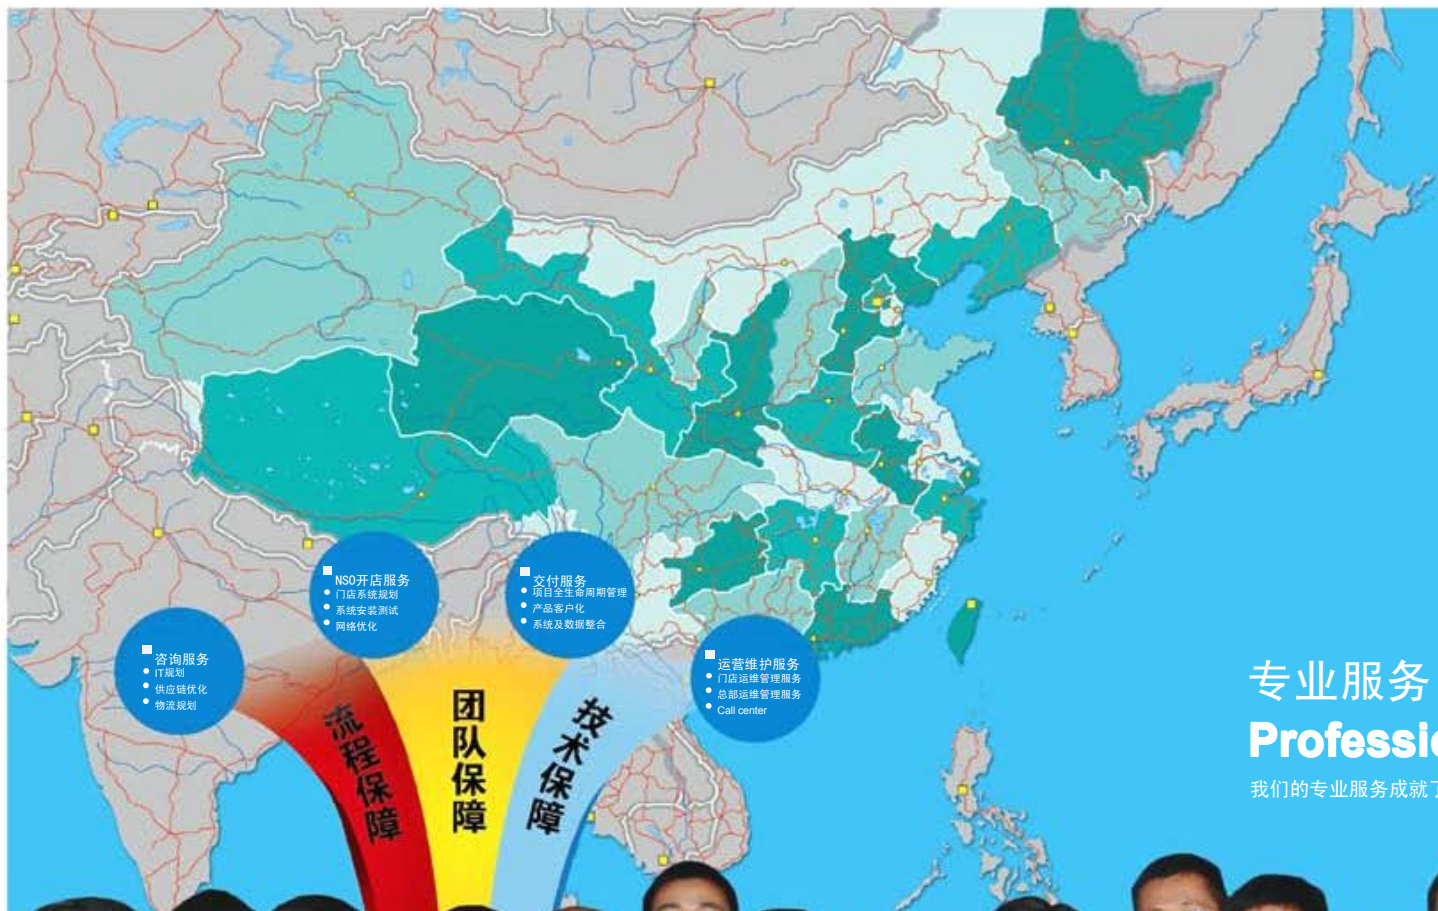 NSO开店服务
门店系统规划
系统安装测试
网络优化
交付服务
项目全生命周期管理
产品客户化
系统及数据整合
咨询服务
IT规划
供应链优化
物流规划
运营维护服务
门店运维管理服务
总部运维管理服务
Call center
流程保障
团队保障
技术保障
专业服务
Professi
我们的专业服务成就